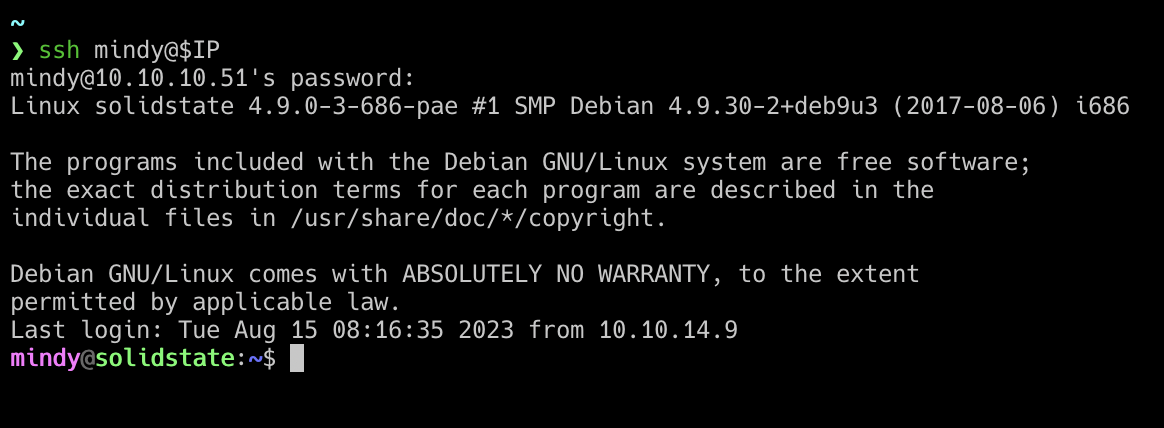 ~
❯ ssh mindy@$IP
mindy@10.10.10.51's password:
Linux solidstate 4.9.0-3-686-pae #1 SMP Debian 4.9.30-2+deb9u3 (2017-08-06) i686
The programs included with the Debian GNU/Linux system are free software;
the exact distribution terms for each program are described in the
individual files in /usr/share/doc/*/copyright.
Debian GNU/Linux comes with ABSOLUTELY NO WARRANTY, to the extent
permitted by applicable law.
Last login: Tue Aug 15 08:16:35 2023 from 10.10.14.9
mindy@solidstate:~$